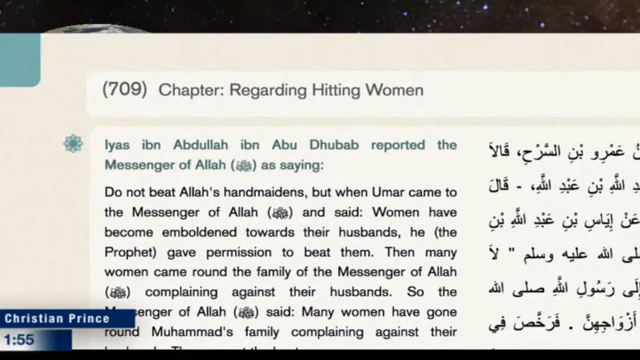 (709) Chapter: Regarding Hitting Women
Iyas ibn Abdullah ibn Abu Dhubab reported the
Messenger of Allah (ﷺ) as saying:
Do not beat Allah's handmaidens, but when Umar came to
the Messenger of Allah (ﷺ) and said: Women have
become emboldened towards their husbands, he (the
Prophet) gave permission to beat them. Then many
women came round the family of the Messenger of Allah
(ﷺ) complaining against their husbands. So the
senger of Allah (ﷺ) said: Many women have gone
round Muhammad's family complaining against their
عَمْرِو بْنِ السَّرْحِ، قَالاَ
اللَّهِ بْنِ عَبْدِ اللَّهِ، - قَالَ
عَنْ إِيَاسِ بْنِ عَبْدِ اللَّهِ بْنِ
صلى الله عليه وسلم " لاَ
إِلَى رَسُولِ اللَّهِ صلى الله
أَزْوَاجِهِنَّ . فَرَخَّصَ فِي
Christian Prince
1:55